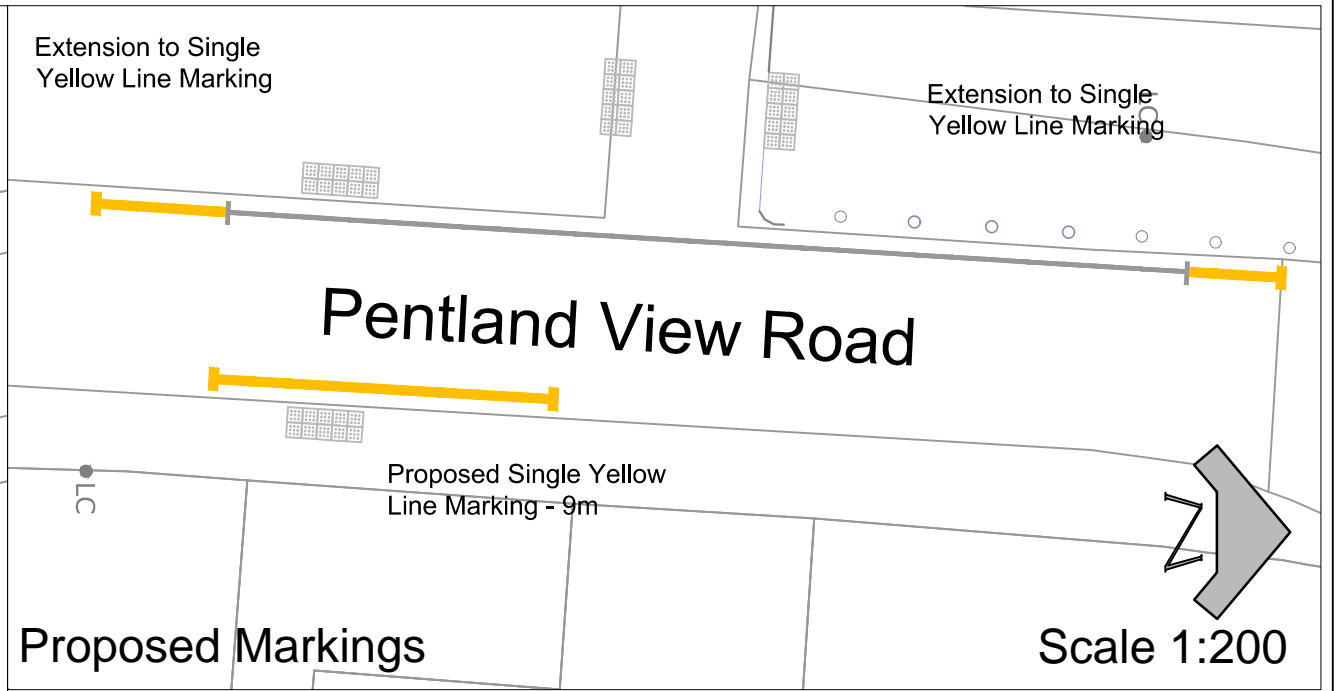 Extension to Single
Yellow Line Marking
Extension to Single
Yellow Line Marking
LC
Pentland View Road
Proposed Single Yellow
Line Marking - 9m
LC
N
Proposed Markings
Scale 1:200